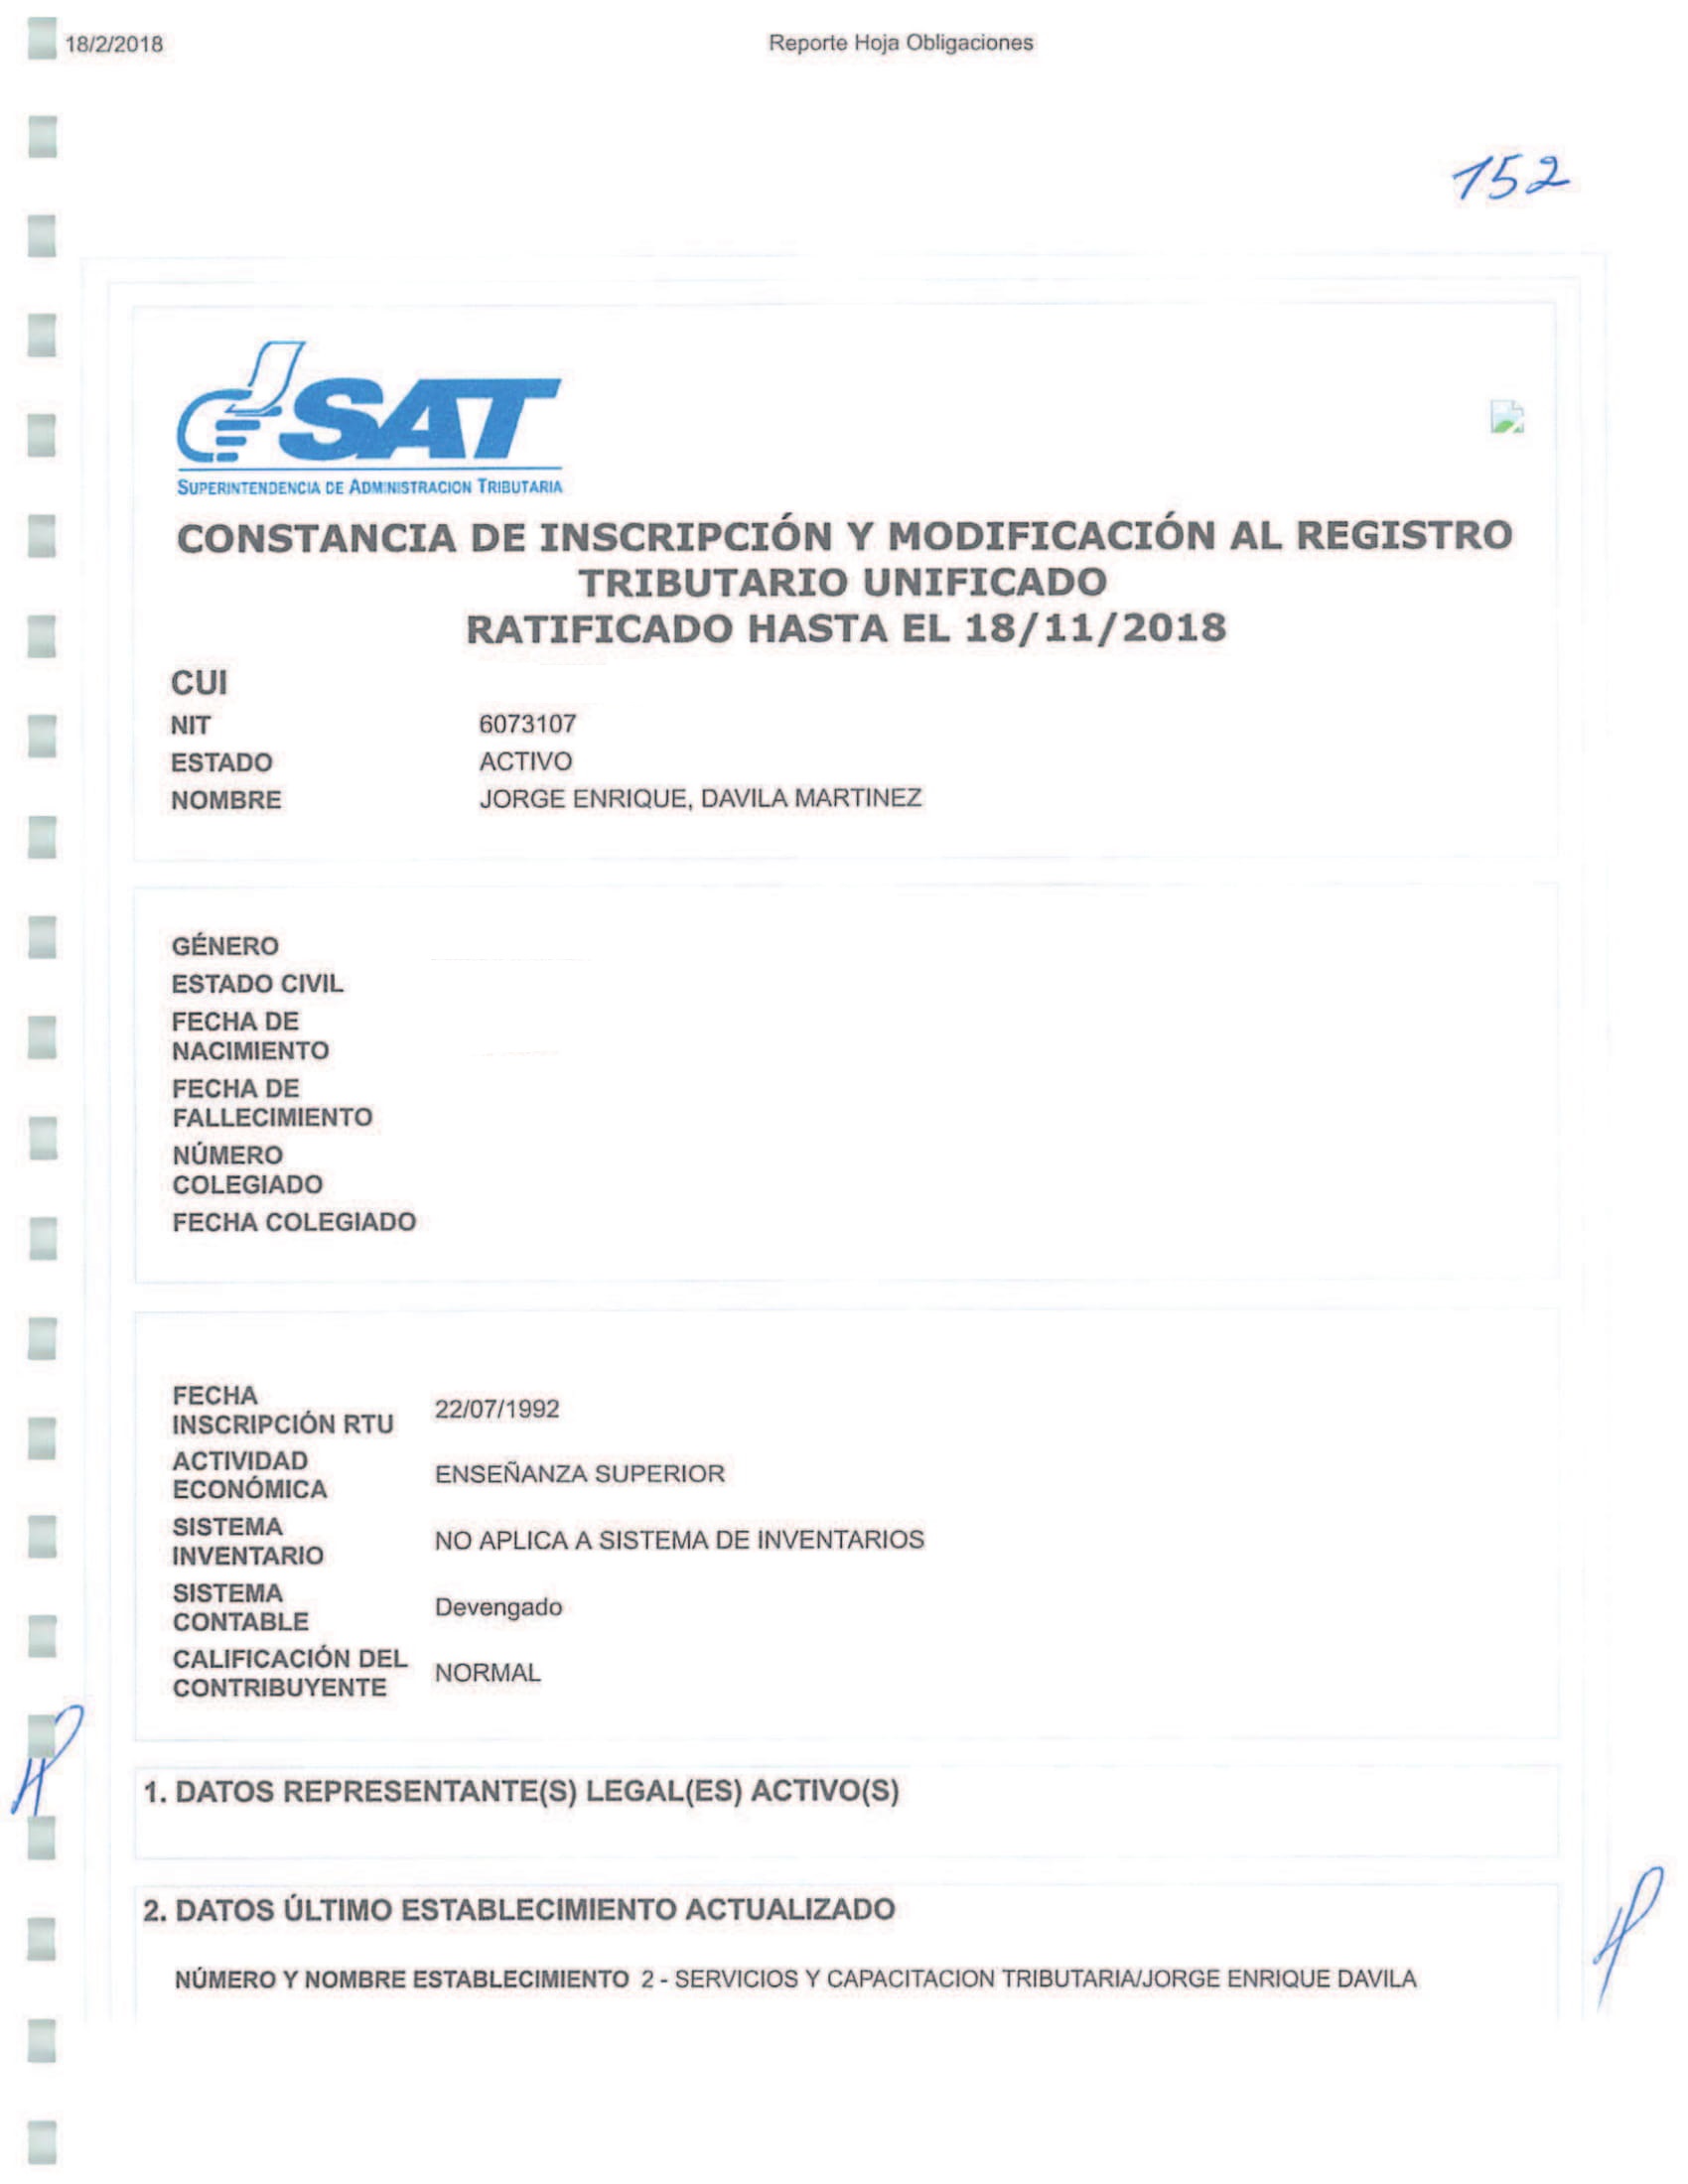 18/2/2018
Reporte Hoja Obligaciones
152
SAT
SUPERINTENDENCIA DE ADMINISTRACION TRIBUTARIA
CONSTANCIA DE INSCRIPCIÓN Y MODIFICACIÓN AL REGISTRO
TRIBUTARIO UNIFICADO
RATIFICADO HASTA EL 18/11/2018
CUI
NIT 6073107
ESTADO ACTIVO
NOMBRE JORGE ENRIQUE, DAVILA MARTINEZ
GÉNERO
ESTADO CIVIL
FECHA DE
NACIMIENTO
FECHA DE
FALLECIMIENTO
NÚMERO
COLEGIADO
FECHA COLEGIADO
FECHA
INSCRIPCIÓN RTU 22/07/1992
ACTIVIDAD
ECONÓMICA ENSEÑANZA SUPERIOR
SISTEMA
INVENTARIO NO APLICA A SISTEMA DE INVENTARIOS
SISTEMA
CONTABLE Devengado
CALIFICACIÓN DEL
CONTRIBUYENTE NORMAL
1. DATOS REPRESENTANTE(S) LEGAL(ES) ACTIVO(S)
2. DATOS ÚLTIMO ESTABLECIMIENTO ACTUALIZADO
NÚMERO Y NOMBRE ESTABLECIMIENTO 2 - SERVICIOS Y CAPACITACION TRIBUTARIA/JORGE ENRIQUE DAVILA